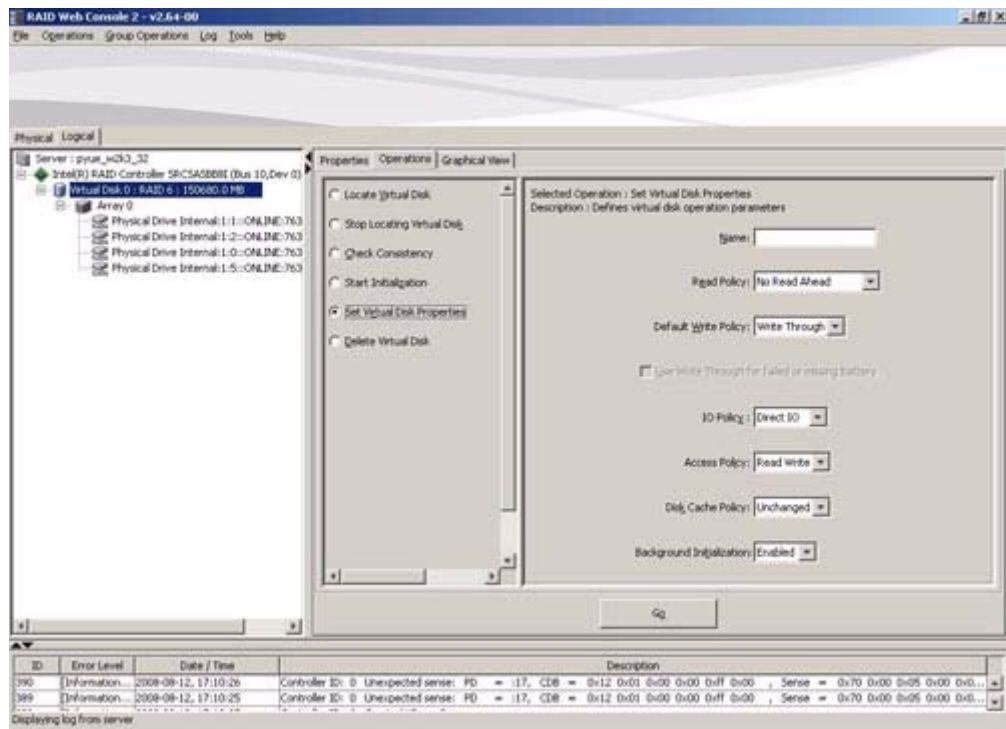 RAID Web Console 2 - v2.64-00
File Operations Group Operations Log Tools Help
Physical Logical
Server : pyue_w2k3_32
Intel(R) RAID Controller SRCSASBB8I (Bus 10,Dev 0)
Virtual Disk 0 : RAID 6 : 150680.0 MB
Array 0
Physical Drive Internal:1:1::ONLINE:763
Physical Drive Internal:1:2::ONLINE:763
Physical Drive Internal:1:0::ONLINE:763
Physical Drive Internal:1:5::ONLINE:763
Properties Operations Graphical View
Locate Virtual Disk
Stop Locating Virtual Disk
Check Consistency
Start Initialization
Set Virtual Disk Properties
Delete Virtual Disk
Selected Operation : Set Virtual Disk Properties
Description : Defines virtual disk operation parameters
Name:
Read Policy: No Read Ahead
Default Write Policy: Write Through
Use Write Through for failed or missing battery
IO Policy : Direct IO
Access Policy: Read Write
Disk Cache Policy: Unchanged
Background Initialization: Enabled
Go
ID Error Level Date / Time Description
390 [Information... 2008-08-12, 17:10:26 Controller ID: 0 Unexpected sense: PD = :17, CDB = 0x12 0x01 0x00 0x00 0xff 0x00 , Sense = 0x70 0x00 0x05 0x00 0x0...
389 [Information... 2008-08-12, 17:10:25 Controller ID: 0 Unexpected sense: PD = :17, CDB = 0x12 0x01 0x00 0x00 0xff 0x00 , Sense = 0x70 0x00 0x05 0x00 0x0...
Displaying log from server